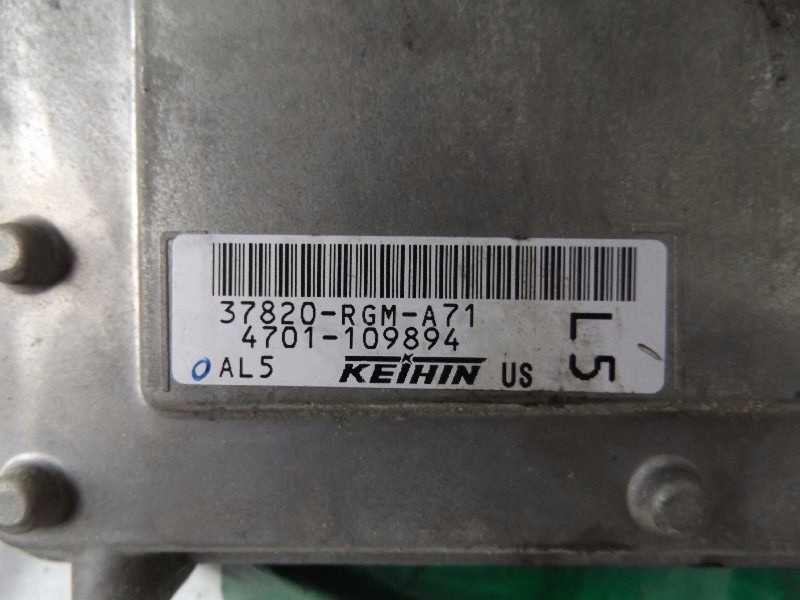 37820-RGM-A71
4701-109894
AL5 KEIHIN US
L5